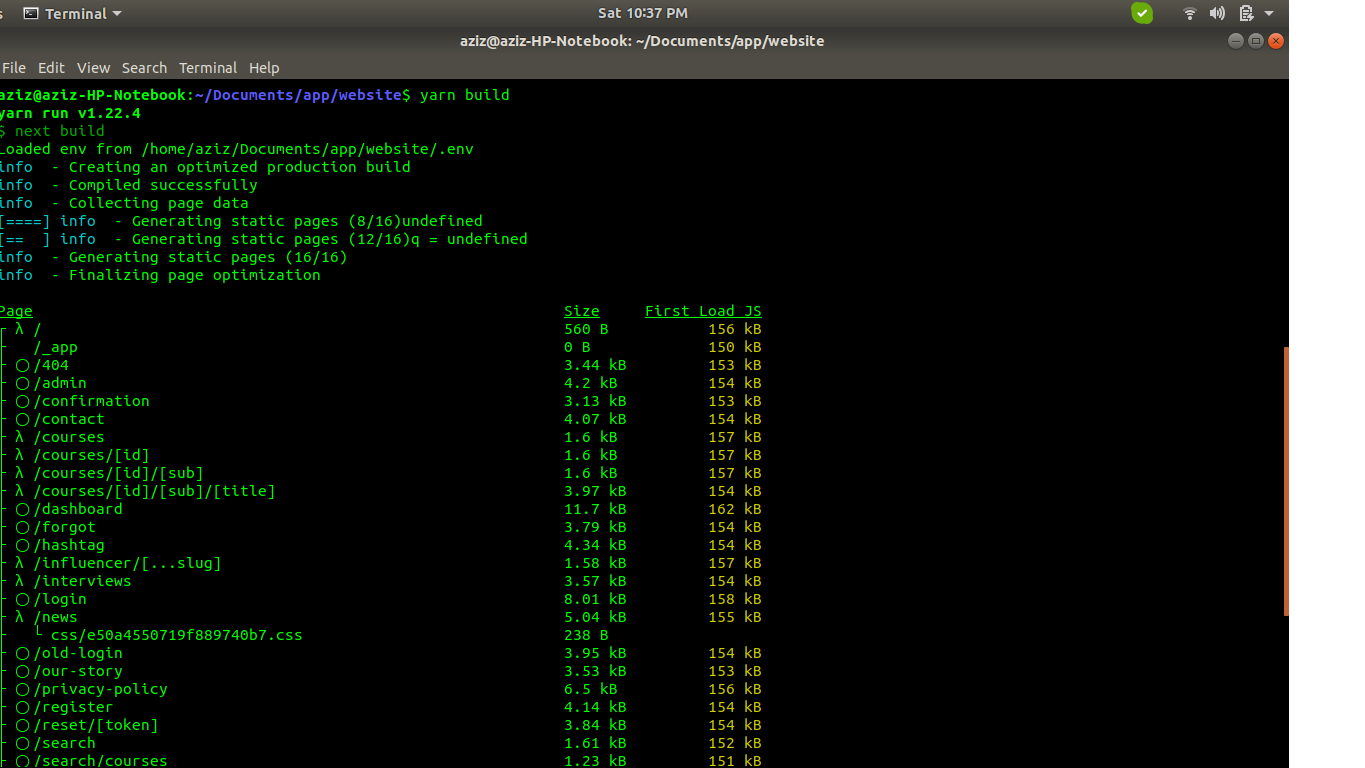 s Terminal Sat 10:37 PM
aziz@aziz-HP-Notebook: ~/Documents/app/website
File Edit View Search Terminal Help
aziz@aziz-HP-Notebook:~/Documents/app/website$ yarn build
yarn run v1.22.4
$ next build
Loaded env from /home/aziz/Documents/app/website/.env
info  - Creating an optimized production build
info  - Compiled successfully
info  - Collecting page data
[====] info  - Generating static pages (8/16)undefined
[==  ] info  - Generating static pages (12/16)q = undefined
info  - Generating static pages (16/16)
info  - Finalizing page optimization
Page Size First Load JS
┌ λ / 560 B 156 kB
├   /_app 0 B 150 kB
├ ○ /404 3.44 kB 153 kB
├ ○ /admin 4.2 kB 154 kB
├ ○ /confirmation 3.13 kB 153 kB
├ ○ /contact 4.07 kB 154 kB
├ λ /courses 1.6 kB 157 kB
├ λ /courses/[id] 1.6 kB 157 kB
├ λ /courses/[id]/[sub] 1.6 kB 157 kB
├ λ /courses/[id]/[sub]/[title] 3.97 kB 154 kB
├ ○ /dashboard 11.7 kB 162 kB
├ ○ /forgot 3.79 kB 154 kB
├ ○ /hashtag 4.34 kB 154 kB
├ λ /influencer/[...slug] 1.58 kB 157 kB
├ λ /interviews 3.57 kB 154 kB
├ ○ /login 8.01 kB 158 kB
├ λ /news 5.04 kB 155 kB
├   └ css/e50a4550719f889740b7.css 238 B
├ ○ /old-login 3.95 kB 154 kB
├ ○ /our-story 3.53 kB 153 kB
├ ○ /privacy-policy 6.5 kB 156 kB
├ ○ /register 4.14 kB 154 kB
├ ○ /reset/[token] 3.84 kB 154 kB
├ ○ /search 1.61 kB 152 kB
├ ○ /search/courses 1.23 kB 151 kB